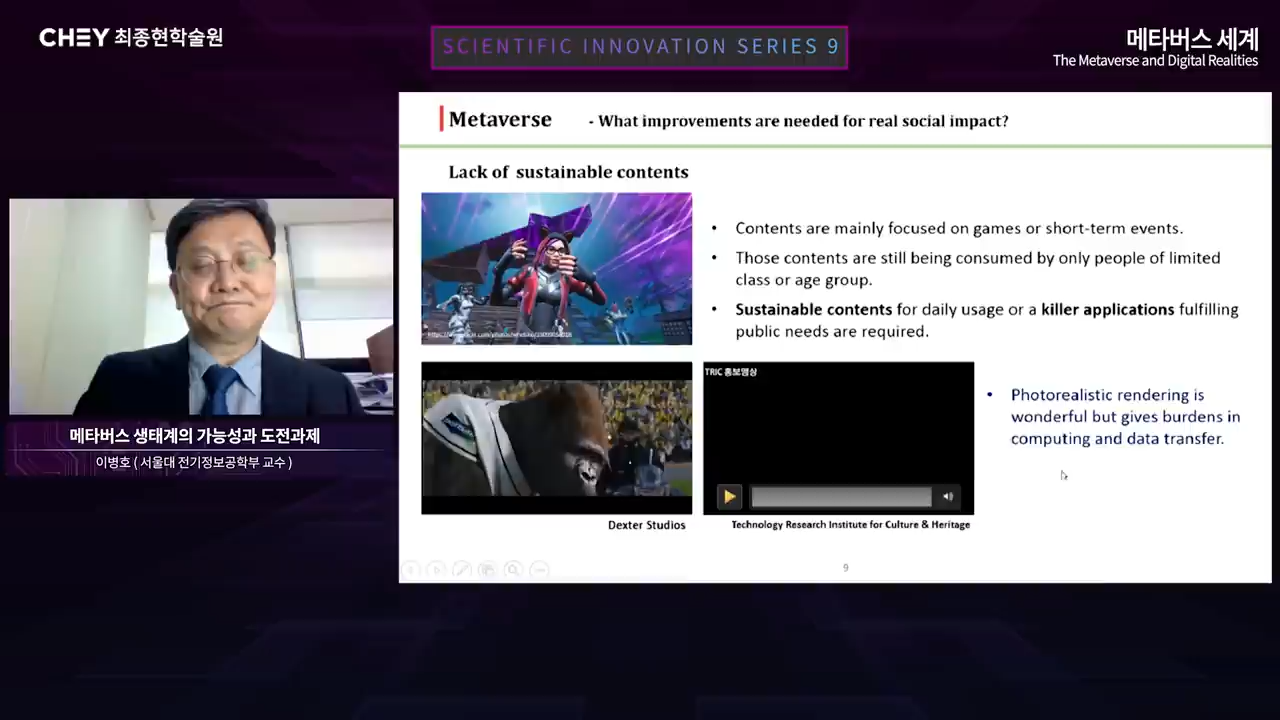 CHEY 최종현학술원
SCIENTIFIC INNOVATION SERIES 9
메타버스 세계
The Metaverse and Digital Realities
Metaverse - What improvements are needed for real social impact?
Lack of sustainable contents
• Contents are mainly focused on games or short-term events.
• Those contents are still being consumed by only people of limited
class or age group.
• Sustainable contents for daily usage or a killer applications fulfilling
public needs are required.
TRIC 홍보영상
• Photorealistic rendering is
wonderful but gives burdens in
computing and data transfer.
Dexter Studios
Technology Research Institute for Culture & Heritage
9
메타버스 생태계의 가능성과 도전과제
이병호 ( 서울대 전기정보공학부 교수 )